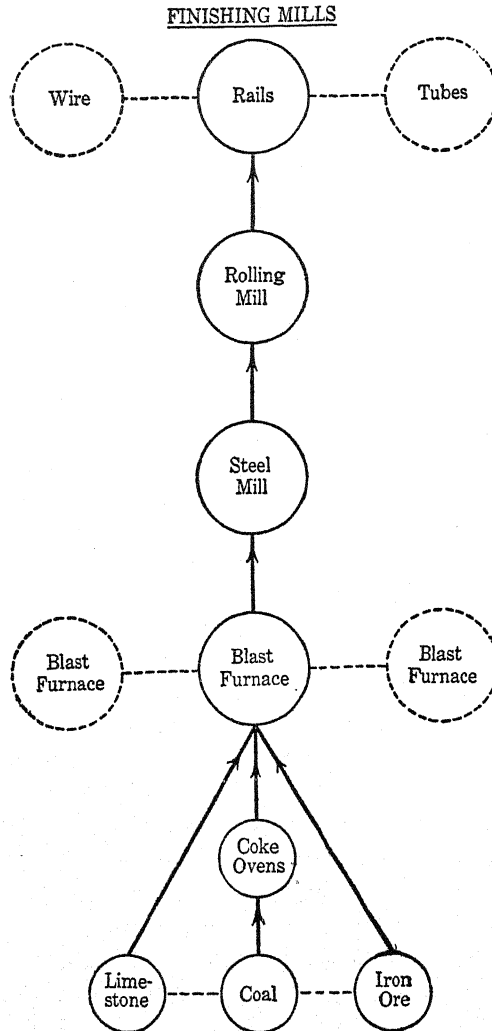 FINISHING MILLS
Wire
Rails
Tubes
Rolling
Mill
Steel
Mill
Blast
Furnace
Blast
Furnace
Blast
Furnace
Coke
Ovens
Lime-
stone
Coal
Iron
Ore